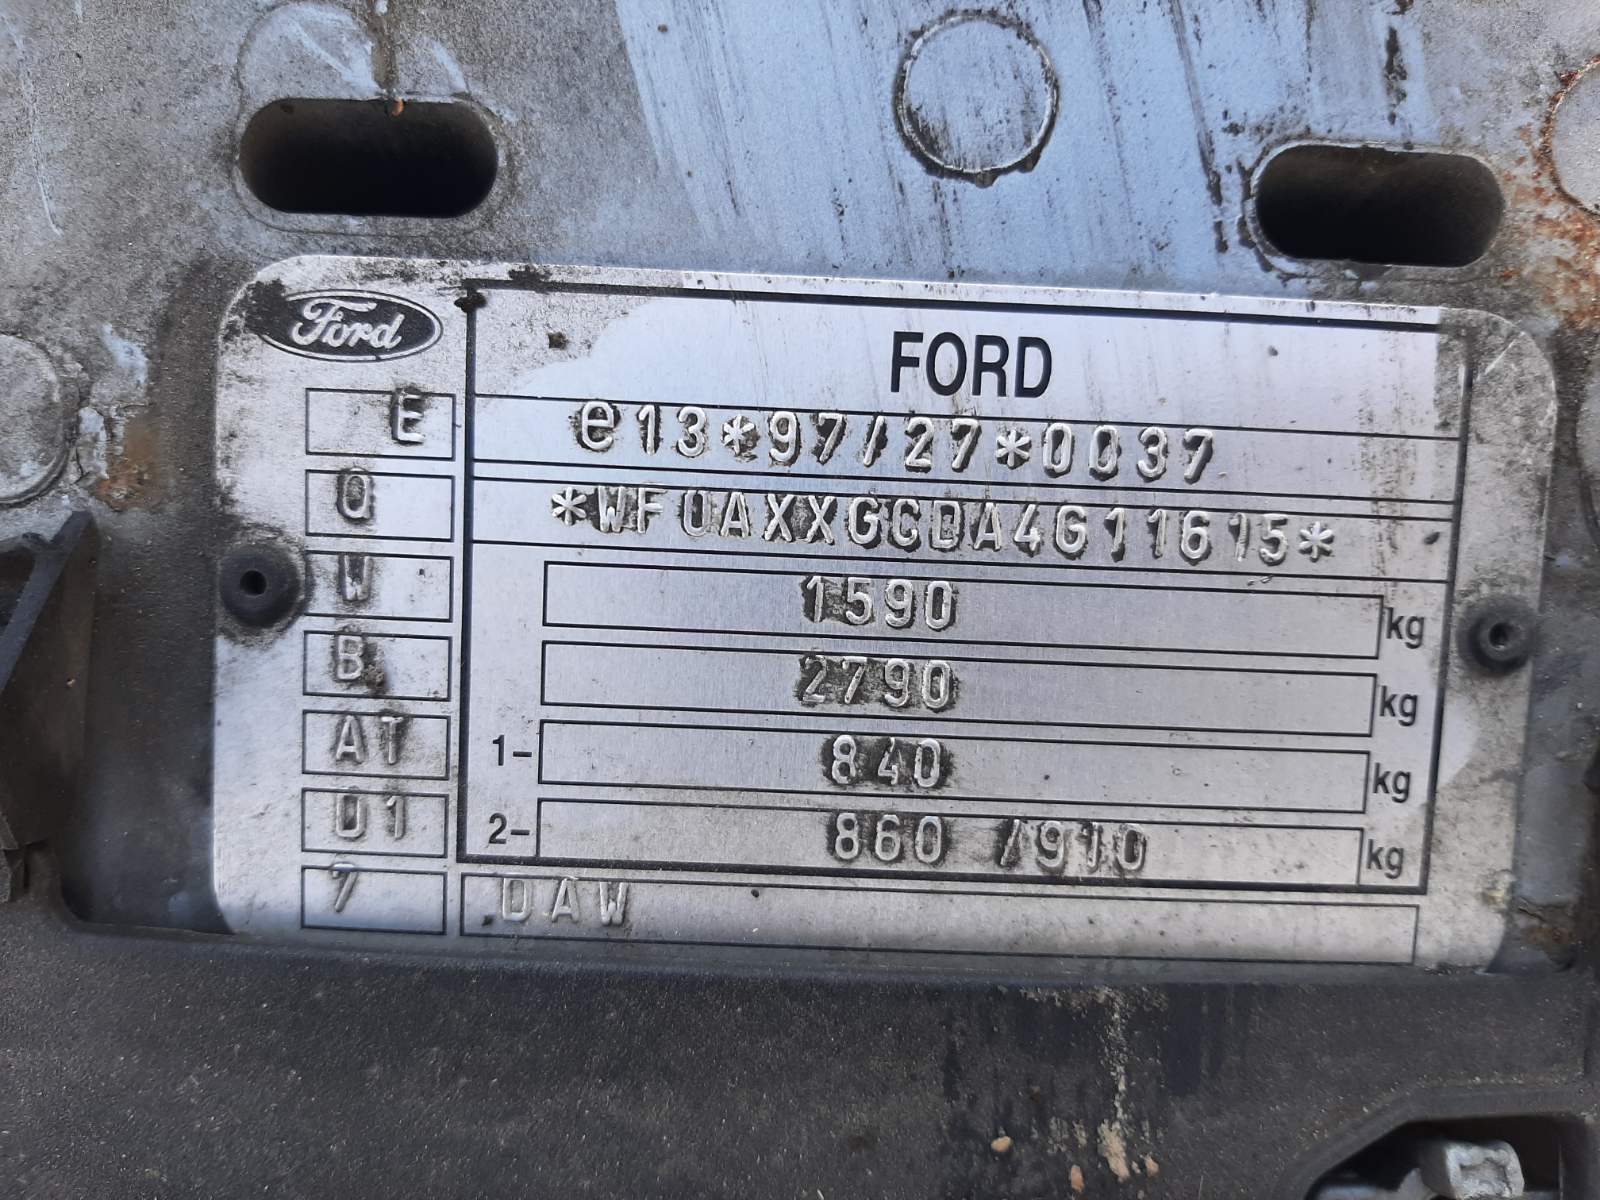 Ford
FORD
E e13*97/27*0037
Q *WF0AXXGCDA4G11615*
W 1590 kg
B 2790 kg
AT 1- 840 kg
D1 2- 860 /910 kg
7 DAW